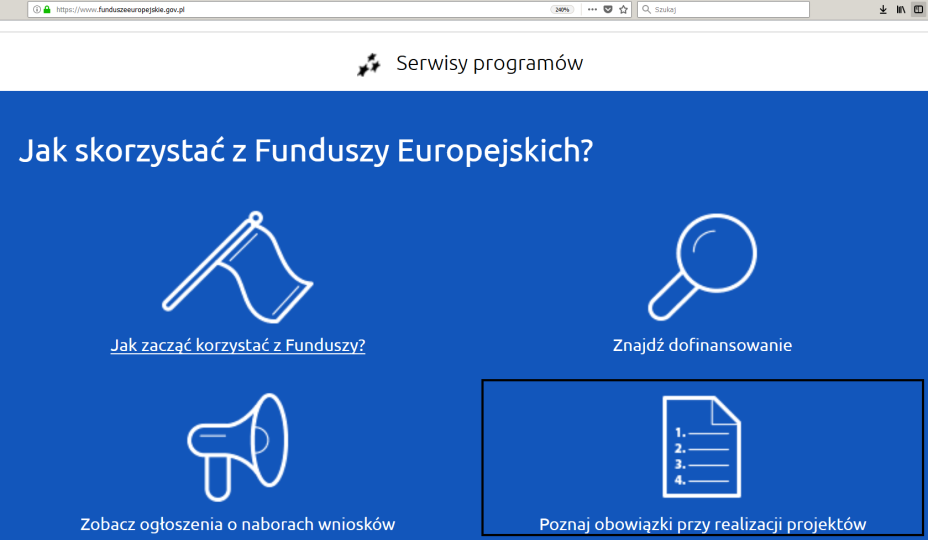 https://www.funduszeeuropejskie.gov.pl
240%
Szukaj
Serwisy programów
Jak skorzystać z Funduszy Europejskich?
Jak zacząć korzystać z Funduszy?
Znajdź dofinansowanie
1.
2.
3.
4.
Zobacz ogłoszenia o naborach wniosków
Poznaj obowiązki przy realizacji projektów